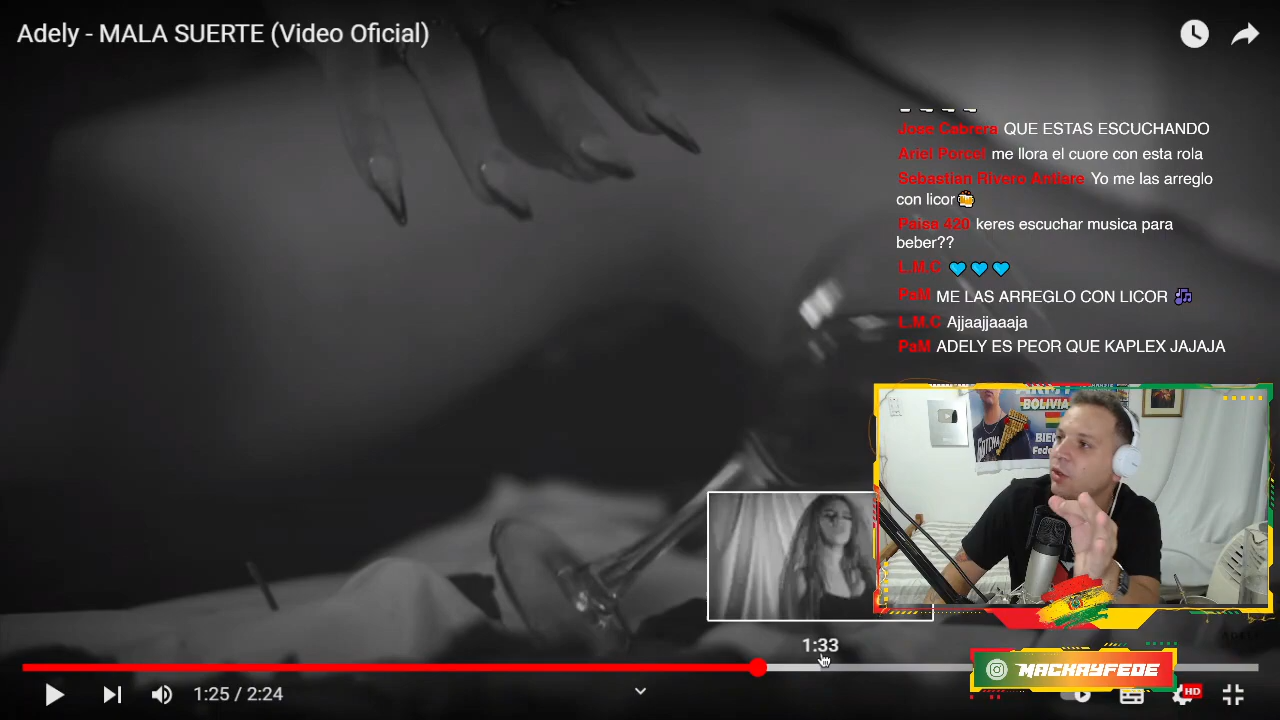 Adely - MALA SUERTE (Video Oficial)
Jose Cabrera QUE ESTAS ESCUCHANDO
Ariel Porcel me llora el cuore con esta rola
Sebastian Rivero Antiare Yo me las arreglo
con licor
Paisa 420 keres escuchar musica para
beber??
L.M.C
PaM ME LAS ARREGLO CON LICOR
L.M.C Ajjaajjaaaja
PaM ADELY ES PEOR QUE KAPLEX JAJAJA
BOLIVIA
BIEN
Fede
1:33
MACKAYFEDE
1:25 / 2:24
HD